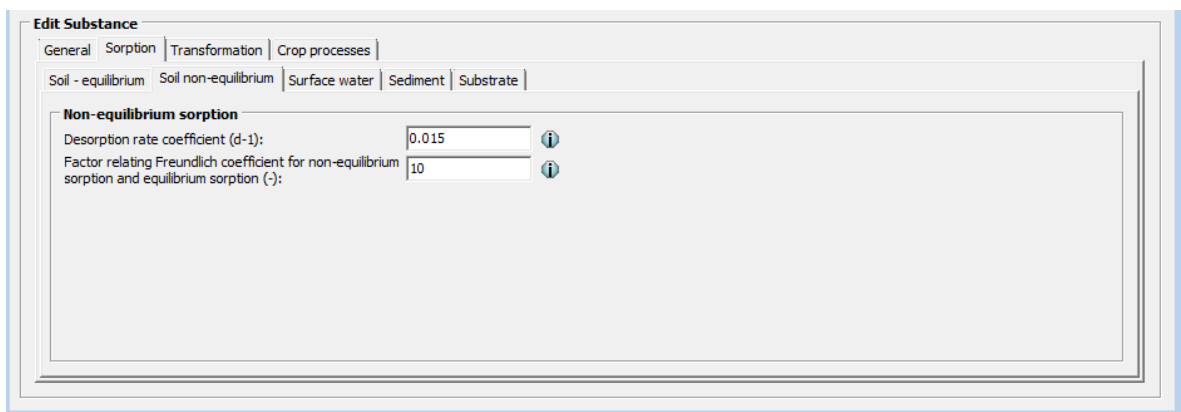 Edit Substance
General Sorption Transformation Crop processes
Soil - equilibrium Soil non-equilibrium Surface water Sediment Substrate
Non-equilibrium sorption
Desorption rate coefficient (d-1): 0.015
Factor relating Freundlich coefficient for non-equilibrium
sorption and equilibrium sorption (-): 10